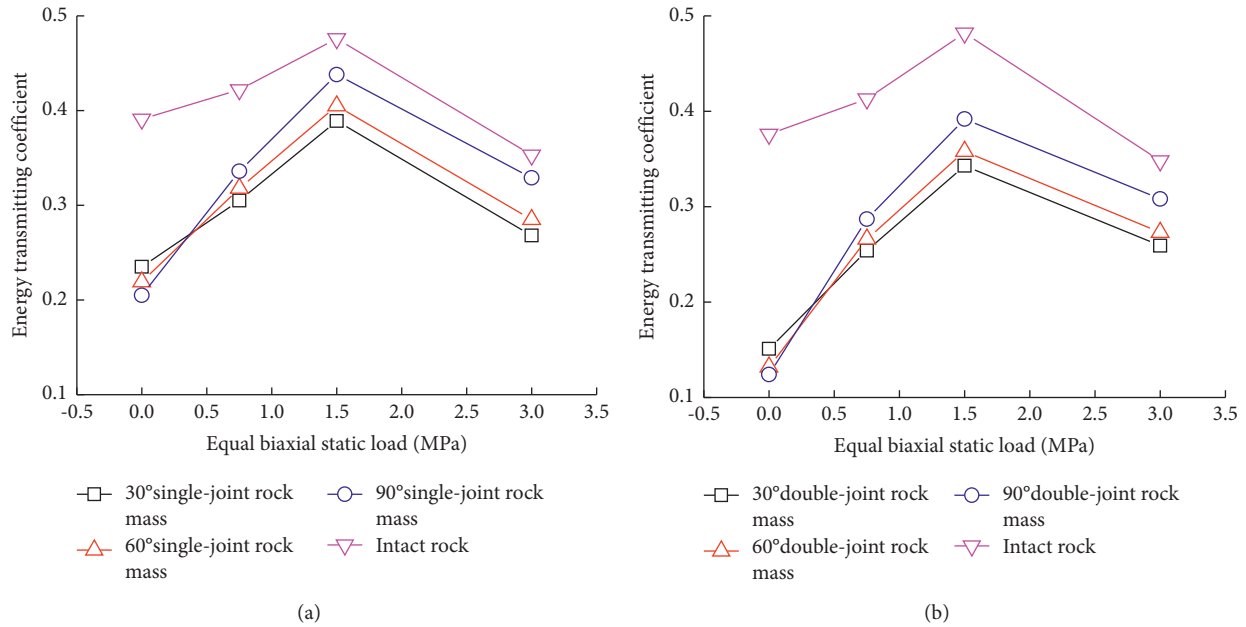 0.5
0.4
0.3
0.2
0.1
Energy transmitting coefficient
-0.5 0.0 0.5 1.0 1.5 2.0 2.5 3.0 3.5
Equal biaxial static load (MPa)
30°single-joint rock
mass
60°single-joint rock
mass
90°single-joint rock
mass
Intact rock
(a)
0.5
0.4
0.3
0.2
0.1
Energy transmitting coefficient
-0.5 0.0 0.5 1.0 1.5 2.0 2.5 3.0 3.5
Equal biaxial static load (MPa)
30°double-joint rock
mass
60°double-joint rock
mass
90°double-joint rock
mass
Intact rock
(b)